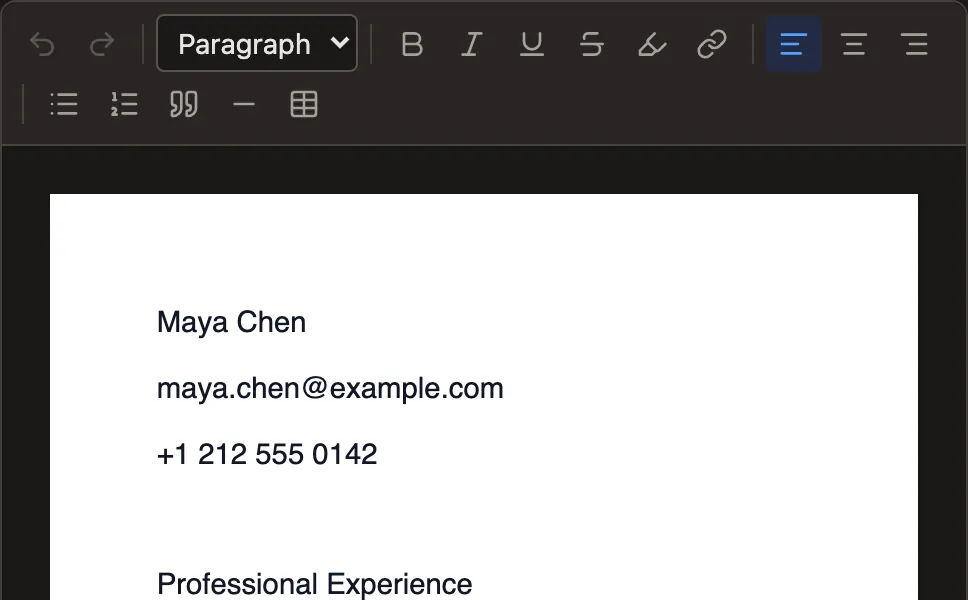 Paragraph
Maya Chen
maya.chen@example.com
+1 212 555 0142
Professional Experience